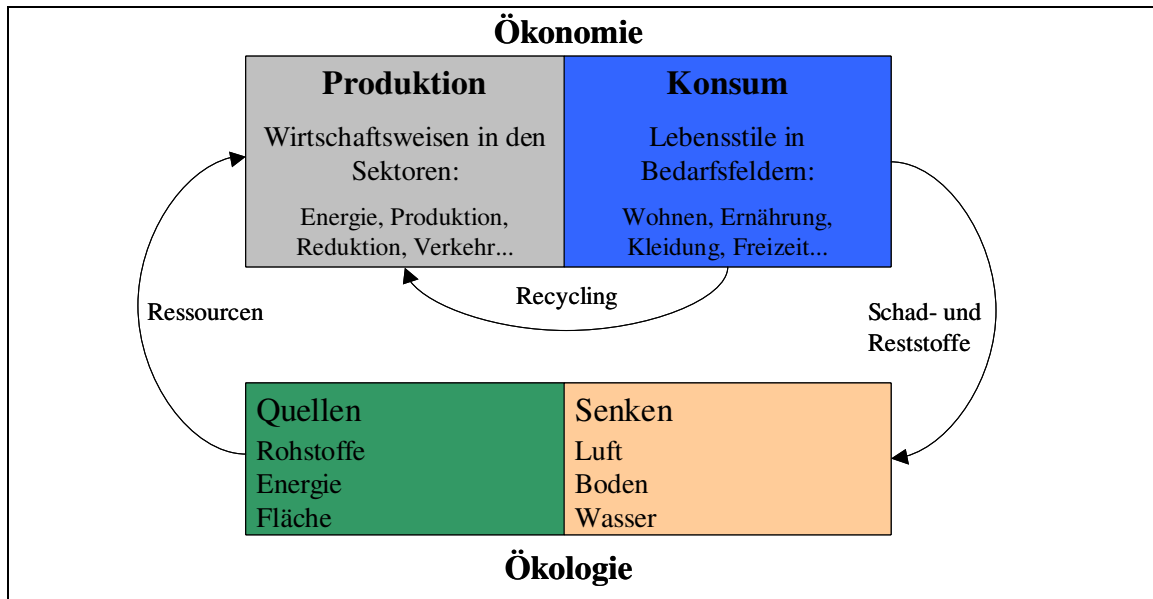 Ökonomie
Produktion
Wirtschaftsweisen in den
Sektoren:
Energie, Produktion,
Reduktion, Verkehr...
Konsum
Lebensstile in
Bedarfsfeldern:
Wohnen, Ernährung,
Kleidung, Freizeit...
Ressourcen
Recycling
Schad- und
Reststoffe
Quellen
Rohstoffe
Energie
Fläche
Senken
Luft
Boden
Wasser
Ökologie